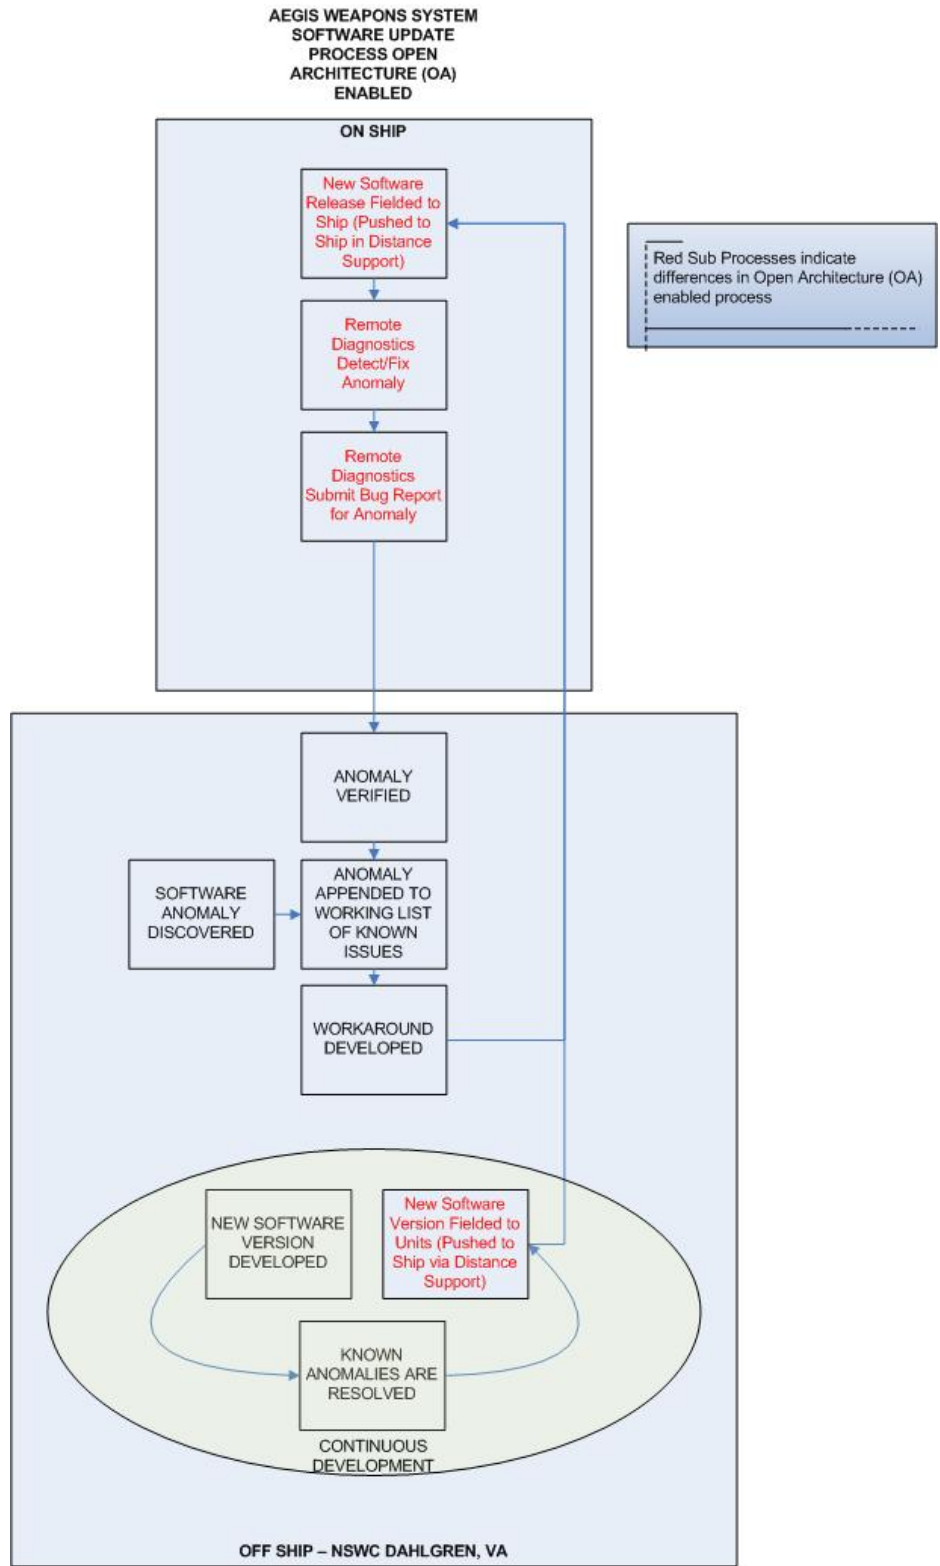 AEGIS WEAPONS SYSTEM
SOFTWARE UPDATE
PROCESS OPEN
ARCHITECTURE (OA)
ENABLED
ON SHIP
New Software
Release Fielded to
Ship (Pushed to
Ship in Distance
Support)
Red Sub Processes indicate
differences in Open Architecture (OA)
enabled process
Remote
Diagnostics
Detect/Fix
Anomaly
Remote
Diagnostics
Submit Bug Report
for Anomaly
ANOMALY
VERIFIED
SOFTWARE
ANOMALY
DISCOVERED
ANOMALY
APPENDED TO
WORKING LIST
OF KNOWN
ISSUES
WORKAROUND
DEVELOPED
NEW SOFTWARE
VERSION
DEVELOPED
New Software
Version Fielded to
Units (Pushed to
Ship via Distance
Support)
KNOWN
ANOMALIES ARE
RESOLVED
CONTINUOUS
DEVELOPMENT
OFF SHIP – NSWC DAHLGREN, VA